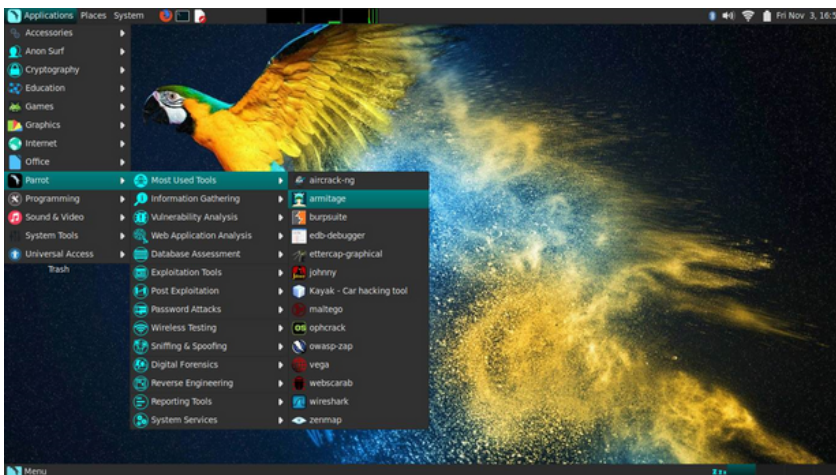 Applications Places System
Fri Nov 3, 16:5
Accessories
Anon Surf
Cryptography
Education
Games
Graphics
Internet
Office
Parrot
Programming
Sound & Video
System Tools
Universal Access
Trash
Most Used Tools
Information Gathering
Vulnerability Analysis
Web Application Analysis
Database Assessment
Exploitation Tools
Post Exploitation
Password Attacks
Wireless Testing
Sniffing & Spoofing
Digital Forensics
Reverse Engineering
Reporting Tools
System Services
aircrack-ng
armitage
burpsuite
edb-debugger
ettercap-graphical
johnny
Kayak - Car hacking tool
maltego
ophcrack
owasp-zap
vega
webscarab
wireshark
zenmap
Menu